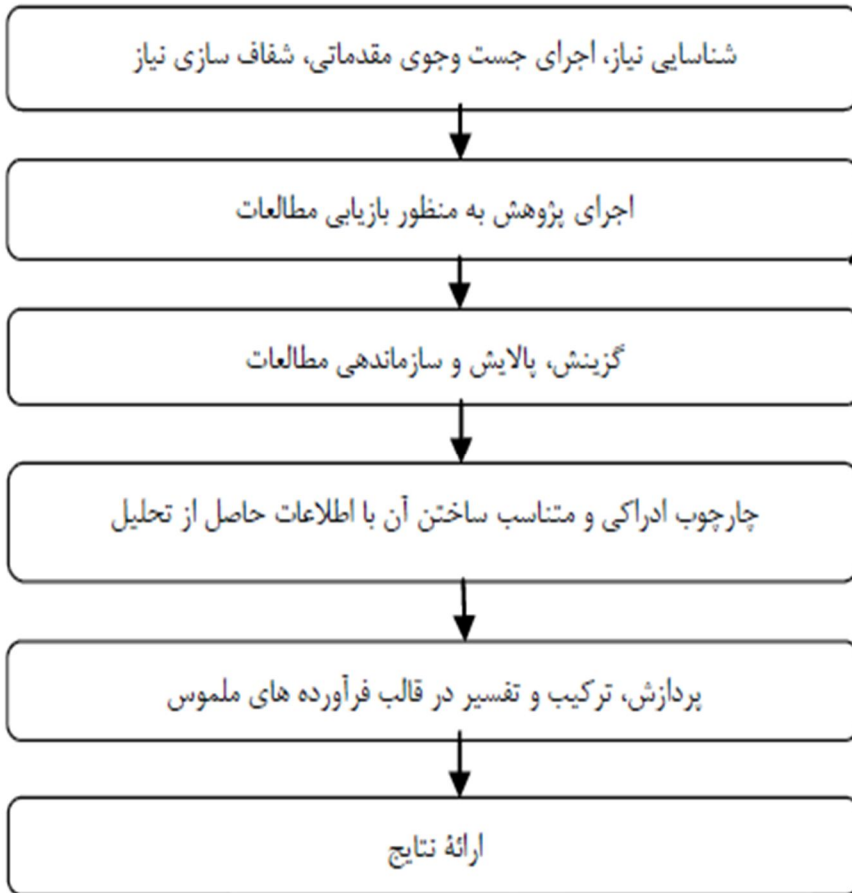 شناسایی نیاز، اجرای جست وجوی مقدماتی، شفاف سازی نیاز
اجرای پژوهش به منظور بازیابی مطالعات
گزینش، پالایش و سازماندهی مطالعات
چارچوب ادراکی و متناسب ساختن آن با اطلاعات حاصل از تحلیل
پردازش، ترکیب و تفسیر در قالب فرآورده های ملموس
ارائهٔ نتایج